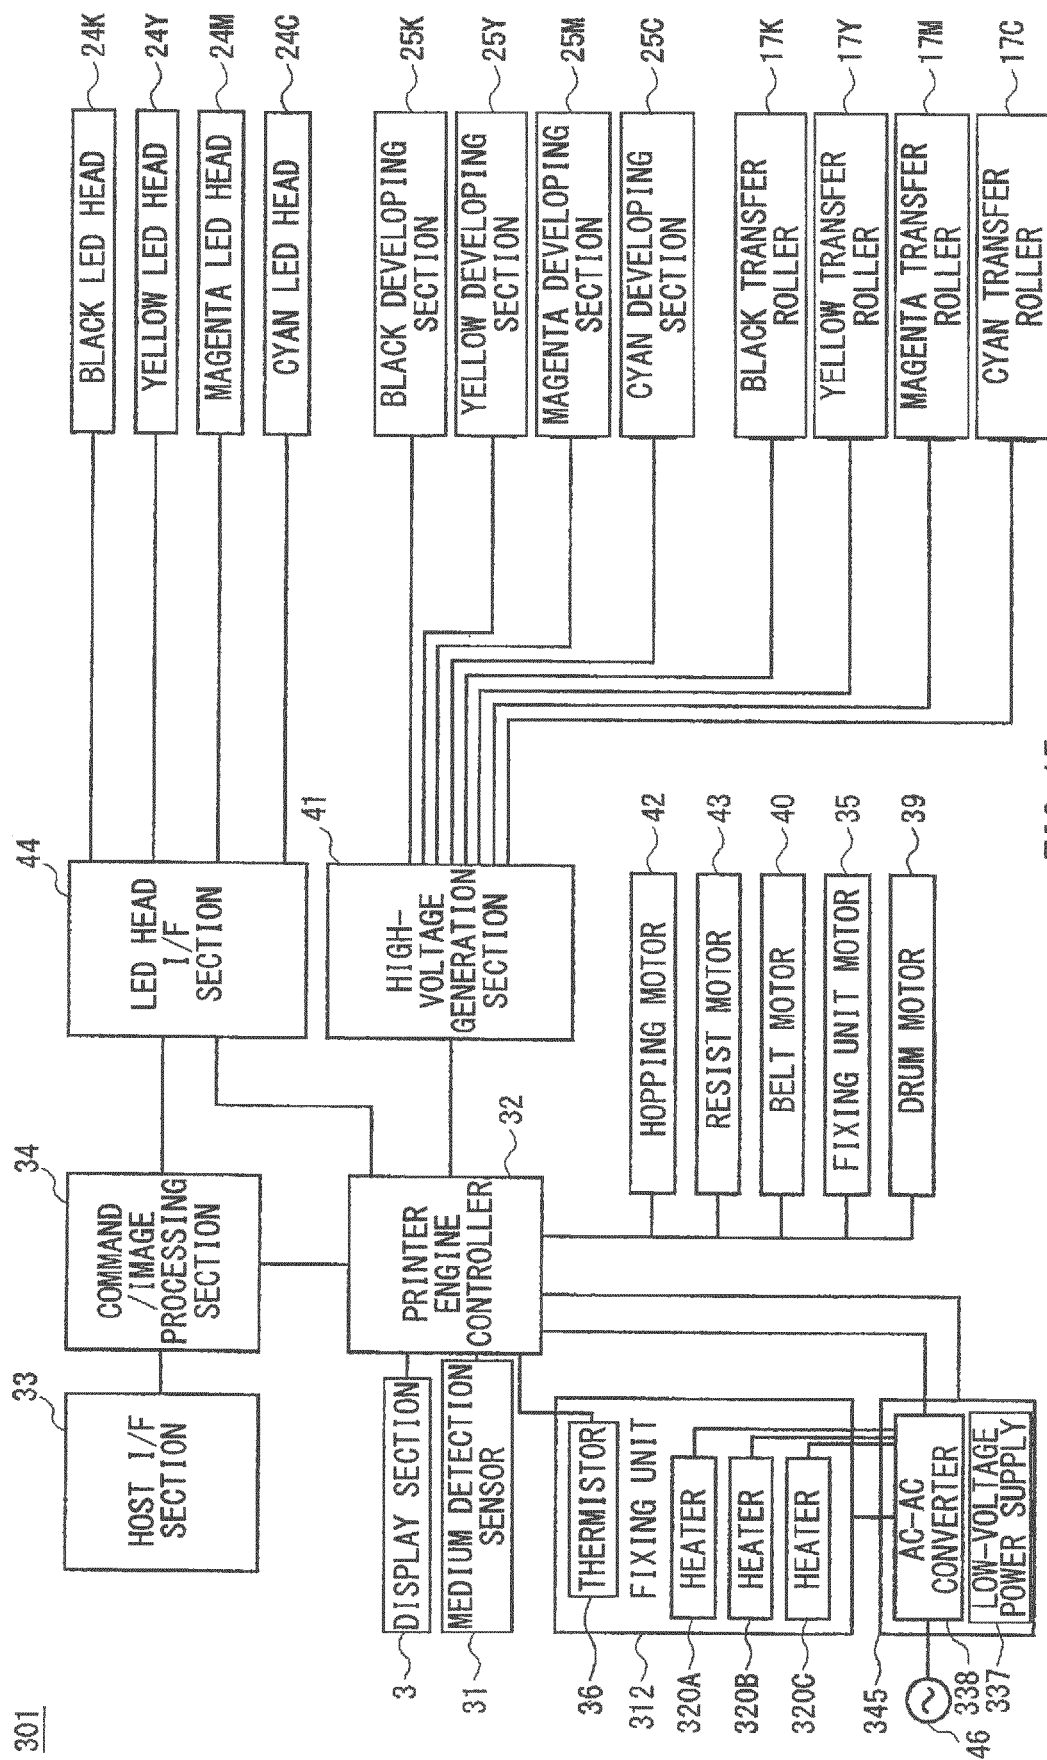 301
HOST I/F
SECTION
33
COMMAND
/IMAGE
PROCESSING
SECTION
34
LED HEAD
I/F
SECTION
44
BLACK LED HEAD
24K
YELLOW LED HEAD
24Y
MAGENTA LED HEAD
24M
CYAN LED HEAD
24C
DISPLAY SECTION
3
MEDIUM DETECTION
SENSOR
31
PRINTER
ENGINE
CONTROLLER
32
HIGH-
VOLTAGE
GENERATION
SECTION
41
BLACK DEVELOPING
SECTION
25K
YELLOW DEVELOPING
SECTION
25Y
MAGENTA DEVELOPING
SECTION
25M
CYAN DEVELOPING
SECTION
25C
THERMISTOR
36
FIXING UNIT
312
HEATER
320A
HEATER
320B
HEATER
320C
HOPPING MOTOR
42
RESIST MOTOR
43
BELT MOTOR
40
FIXING UNIT MOTOR
35
DRUM MOTOR
39
BLACK TRANSFER
ROLLER
17K
YELLOW TRANSFER
ROLLER
17Y
MAGENTA TRANSFER
ROLLER
17M
CYAN TRANSFER
ROLLER
17C
345
AC-AC
CONVERTER
338
LOW-VOLTAGE
POWER SUPPLY
337
46